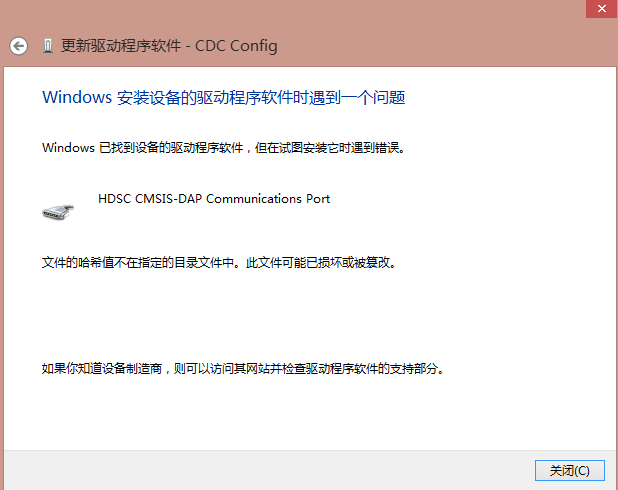 更新驱动程序软件 - CDC Config
Windows 安装设备的驱动程序软件时遇到一个问题
Windows 已找到设备的驱动程序软件，但在试图安装它时遇到错误。
HDSC CMSIS-DAP Communications Port
文件的哈希值不在指定的目录文件中。此文件可能已损坏或被篡改。
如果你知道设备制造商，则可以访问其网站并检查驱动程序软件的支持部分。
关闭(C)